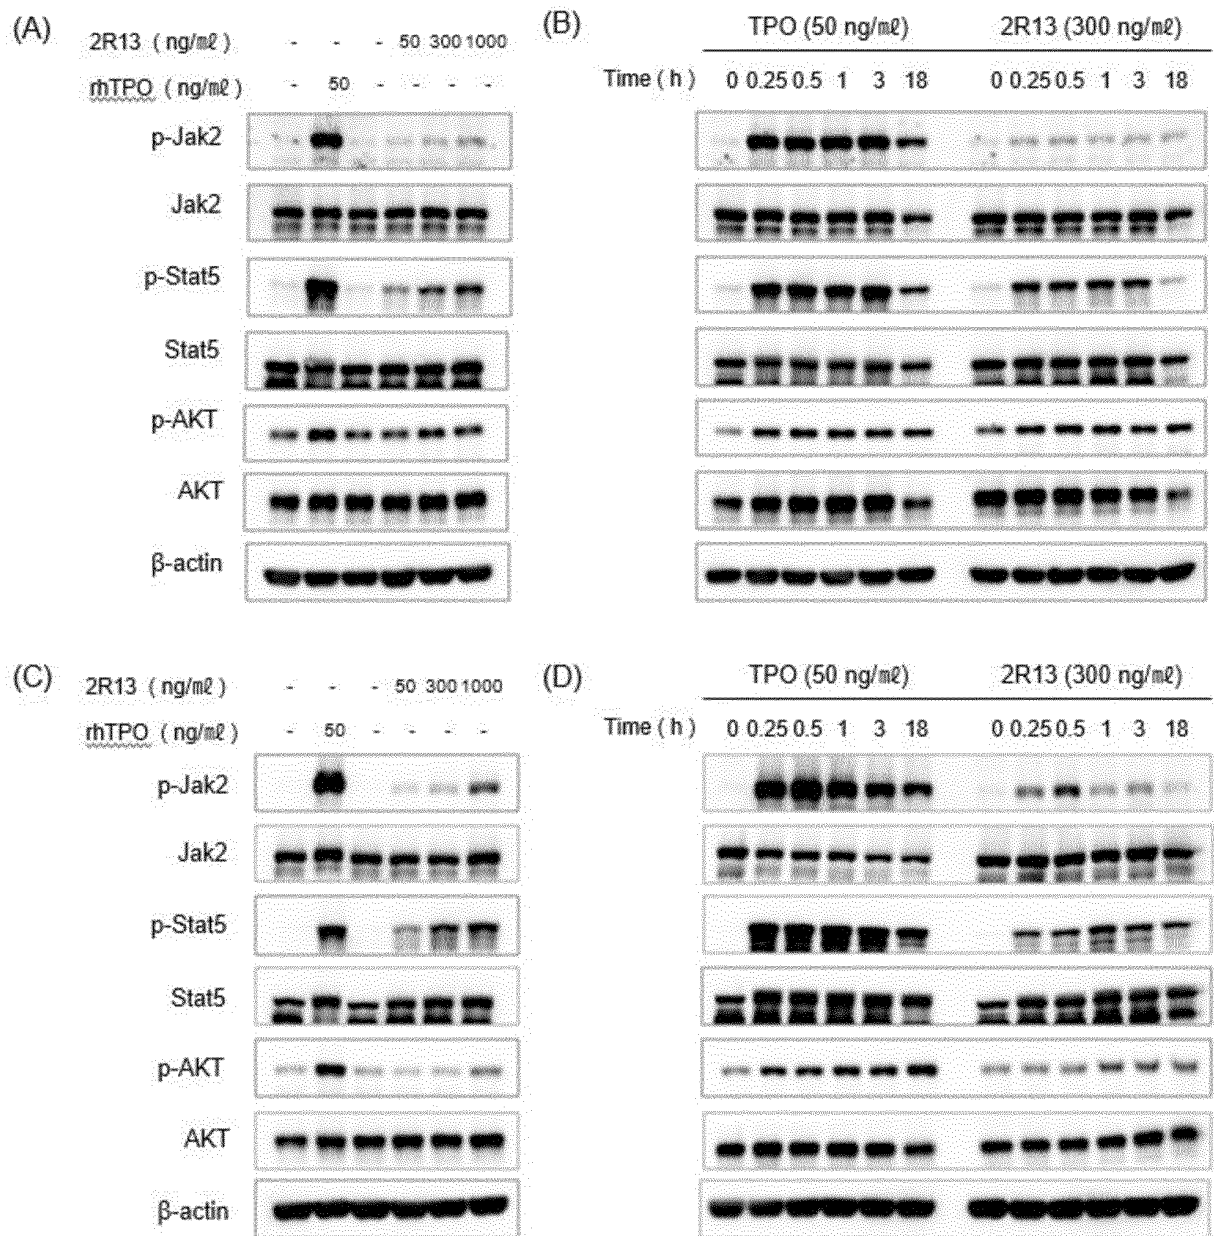 (A)
2R13 ( ng/㎖) - - - 50 300 1000
rhTPO ( ng/㎖) - 50 - - - -
p-Jak2
Jak2
p-Stat5
Stat5
p-AKT
AKT
β-actin
(B)
TPO (50 ng/㎖) 2R13 (300 ng/㎖)
Time ( h ) 0 0.25 0.5 1 3 18 0 0.25 0.5 1 3 18
(C)
2R13 ( ng/㎖) - - - 50 300 1000
rhTPO ( ng/㎖) - 50 - - - -
p-Jak2
Jak2
p-Stat5
Stat5
p-AKT
AKT
β-actin
(D)
TPO (50 ng/㎖) 2R13 (300 ng/㎖)
Time ( h ) 0 0.25 0.5 1 3 18 0 0.25 0.5 1 3 18